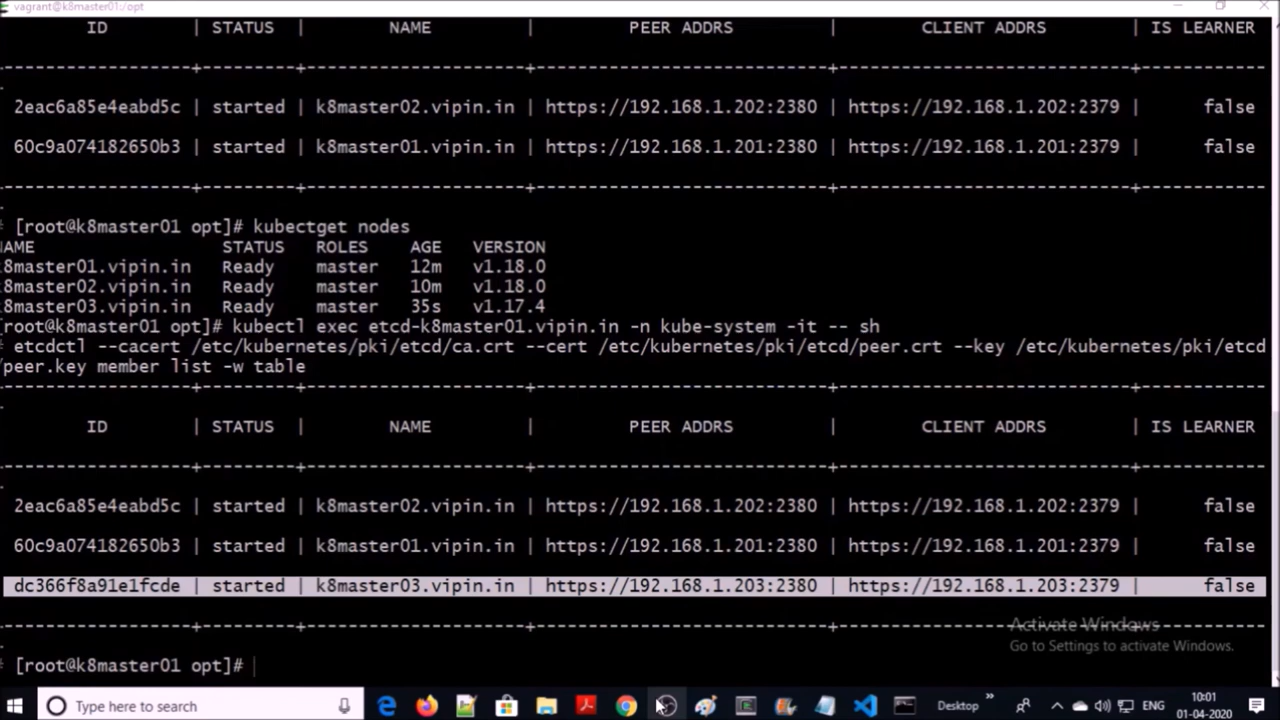 vagrant@k8master01:/opt
ID | STATUS | NAME | PEER ADDRS | CLIENT ADDRS | IS LEARNER
------------------+---------+----------------------+----------------------------+----------------------------+------------
2eac6a85e4eabd5c | started | k8master02.vipin.in | https://192.168.1.202:2380 | https://192.168.1.202:2379 | false
60c9a074182650b3 | started | k8master01.vipin.in | https://192.168.1.201:2380 | https://192.168.1.201:2379 | false
------------------+---------+----------------------+----------------------------+----------------------------+------------
[root@k8master01 opt]# kubectget nodes
NAME STATUS ROLES AGE VERSION
k8master01.vipin.in Ready master 12m v1.18.0
k8master02.vipin.in Ready master 10m v1.18.0
k8master03.vipin.in Ready master 35s v1.17.4
[root@k8master01 opt]# kubectl exec etcd-k8master01.vipin.in -n kube-system -it -- sh
etcdctl --cacert /etc/kubernetes/pki/etcd/ca.crt --cert /etc/kubernetes/pki/etcd/peer.crt --key /etc/kubernetes/pki/etcd
/peer.key member list -w table
------------------+---------+----------------------+----------------------------+----------------------------+------------
ID | STATUS | NAME | PEER ADDRS | CLIENT ADDRS | IS LEARNER
------------------+---------+----------------------+----------------------------+----------------------------+------------
2eac6a85e4eabd5c | started | k8master02.vipin.in | https://192.168.1.202:2380 | https://192.168.1.202:2379 | false
60c9a074182650b3 | started | k8master01.vipin.in | https://192.168.1.201:2380 | https://192.168.1.201:2379 | false
dc366f8a91e1fcde | started | k8master03.vipin.in | https://192.168.1.203:2380 | https://192.168.1.203:2379 | false
------------------+---------+----------------------+----------------------------+----------------------------+------------
Activate Windows
Go to Settings to activate Windows.
[root@k8master01 opt]#
Type here to search
Desktop
ENG
10:01
01-04-2020